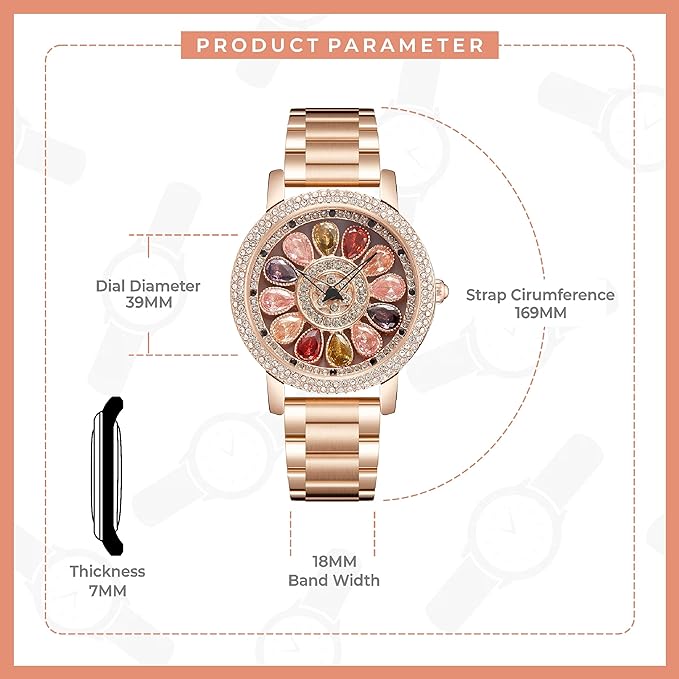 PRODUCT PARAMETER
Dial Diameter
39MM
Strap Cirumference
169MM
Thickness
7MM
18MM
Band Width